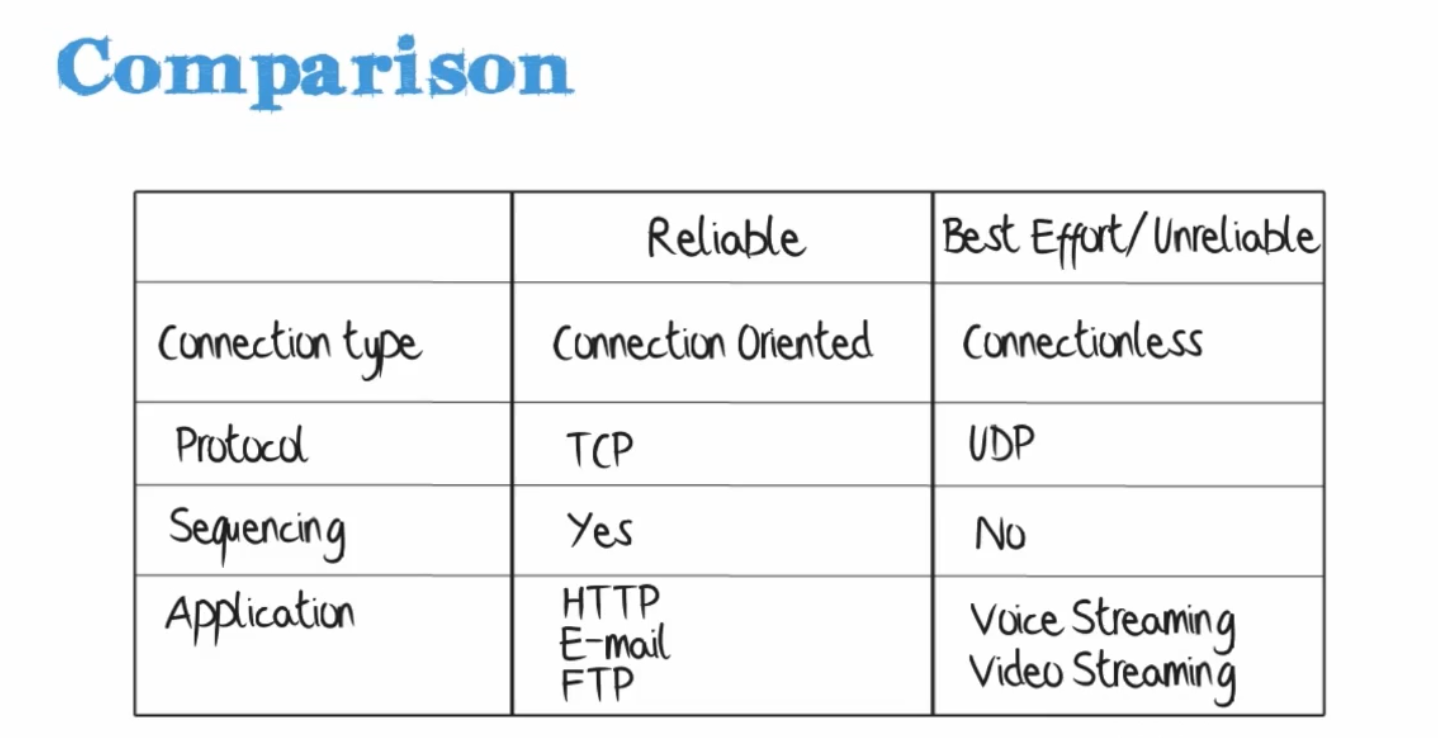 Comparison
Reliable Best Effort/Unreliable
Connection type Connection Oriented Connectionless
Protocol TCP UDP
Sequencing Yes No
Application HTTP Voice Streaming
E-mail Video Streaming
FTP